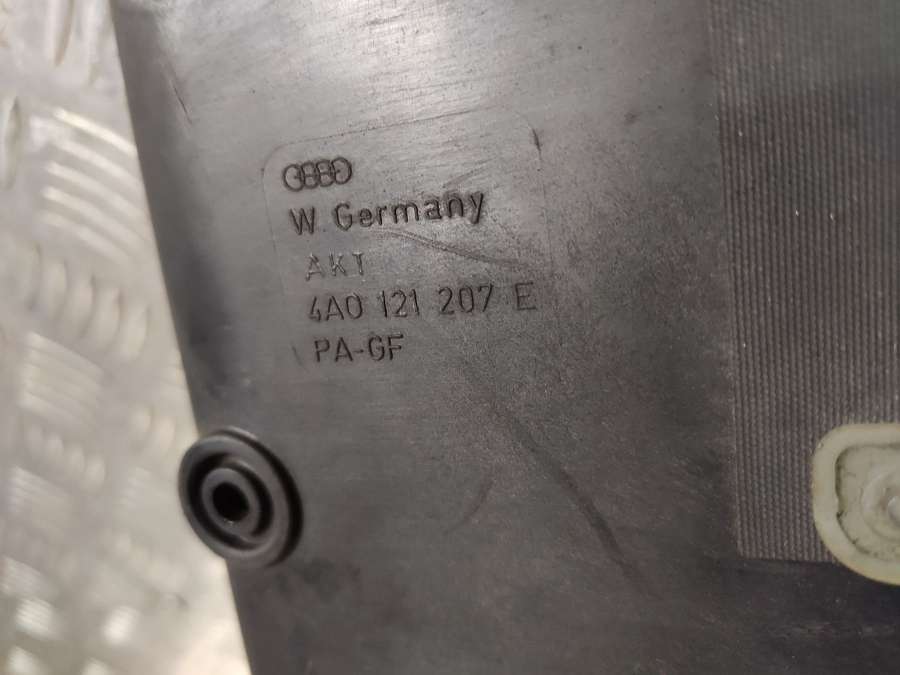 W. Germany
AKT
4A0 121 207 E
PA-GF